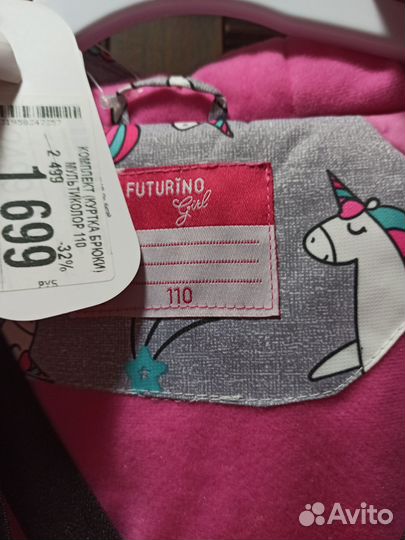 КОМПЛЕКТ (КУРТКА БРЮКИ)
МУЛЬТИКОЛОР 110
2 499 -32%
1 699
РУБ
FUTURINO
Girl
110
Avito